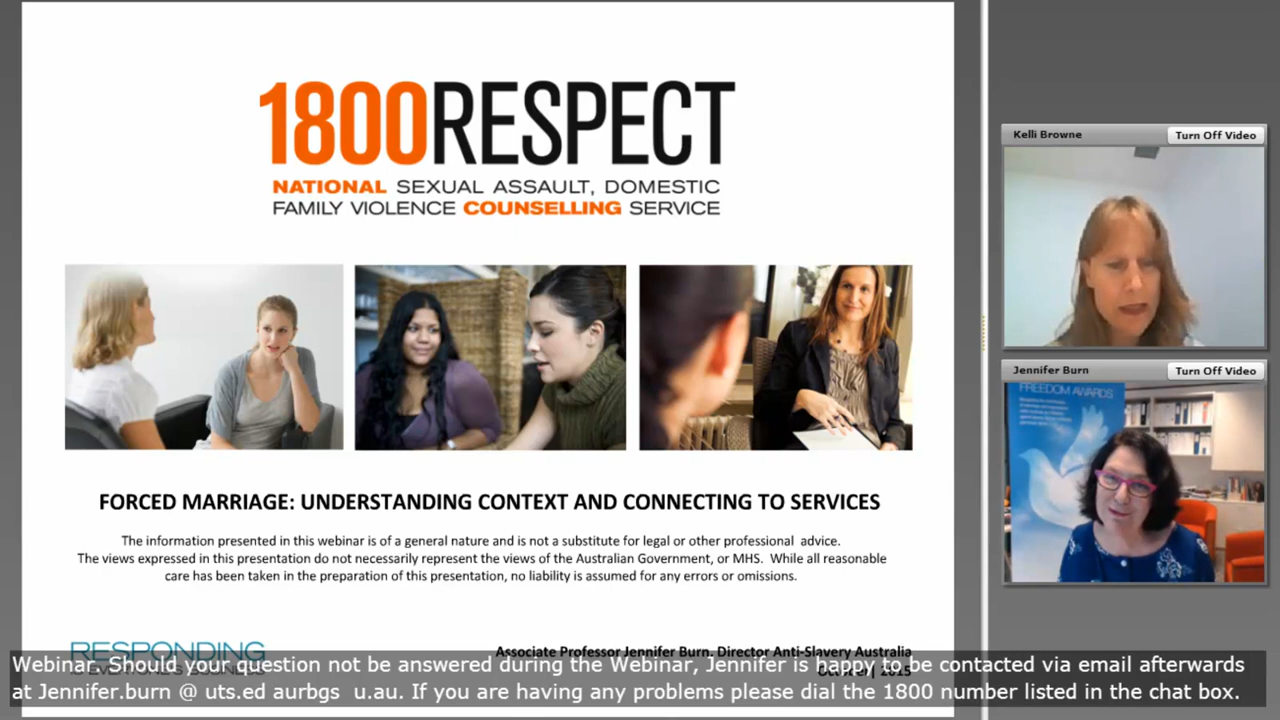 1800RESPECT
NATIONAL SEXUAL ASSAULT, DOMESTIC
FAMILY VIOLENCE COUNSELLING SERVICE
FORCED MARRIAGE: UNDERSTANDING CONTEXT AND CONNECTING TO SERVICES
The information presented in this webinar is of a general nature and is not a substitute for legal or other professional advice.
The views expressed in this presentation do not necessarily represent the views of the Australian Government, or MHS. While all reasonable
care has been taken in the preparation of this presentation, no liability is assumed for any errors or omissions.
RESPONDING
IS EVERYONE'S BUSINESS
Associate Professor Jennifer Burn, Director Anti-Slavery Australia
October| 2015
Webinar. Should your question not be answered during the Webinar, Jennifer is happy to be contacted via email afterwards
at Jennifer.burn @ uts.ed aurbgs u.au. If you are having any problems please dial the 1800 number listed in the chat box.
Kelli Browne
Turn Off Video
Jennifer Burn
Turn Off Video
FREEDOM AWARDS